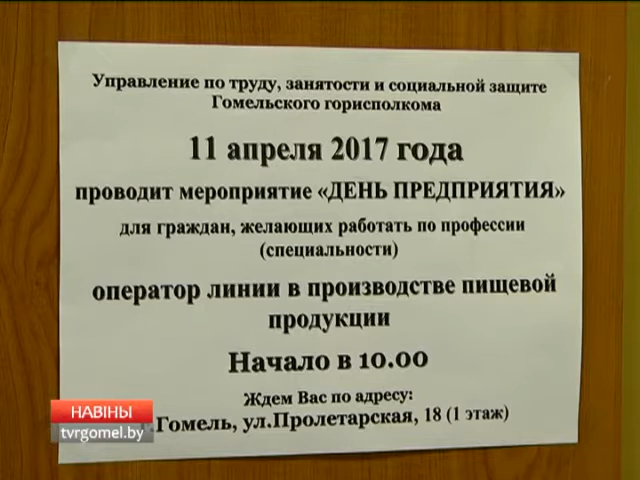 Управление по труду, занятости и социальной защите
Гомельского горисполкома
11 апреля 2017 года
проводит мероприятие «ДЕНЬ ПРЕДПРИЯТИЯ»
для граждан, желающих работать по профессии
(специальности)
оператор линии в производстве пищевой
продукции
Начало в 10.00
Ждем Вас по адресу:
.Гомель, ул.Пролетарская, 18 (1 этаж)
НАВІНЫ
tvrgomel.by